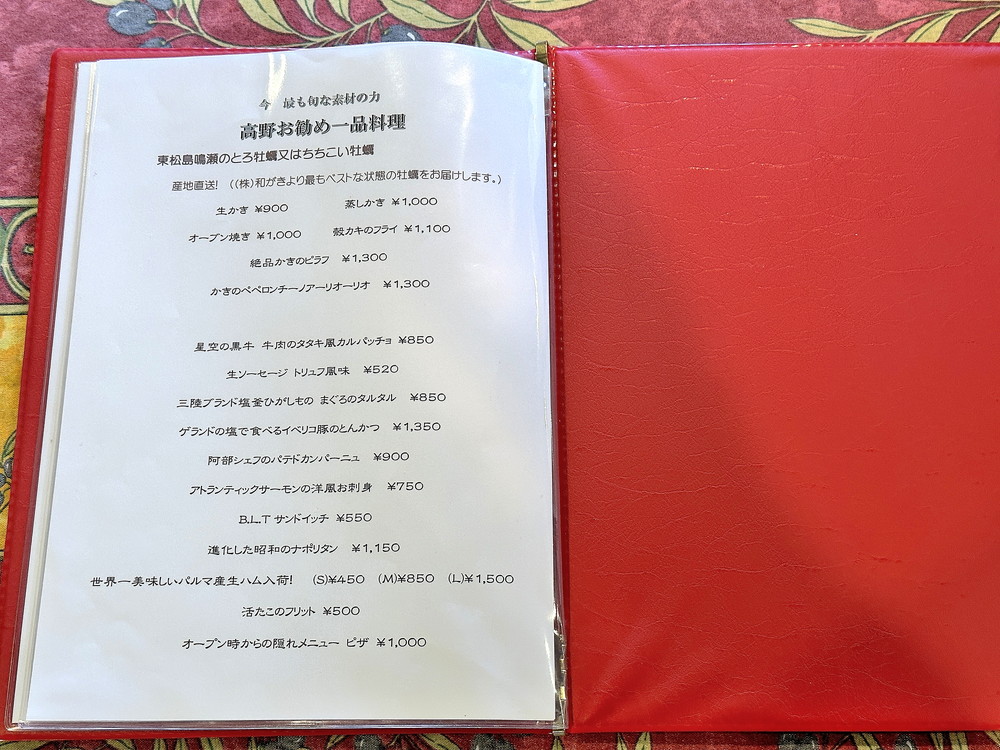 今 最も旬な素材の力
高野お勧め一品料理
東松島鳴瀬のとろ牡蠣又はちちこい牡蠣
産地直送! ((株)和がきより最もベストな状態の牡蠣をお届けします。)
生かき ¥900 蒸しかき ¥1,000
オーブン焼き ¥1,000 殻カキのフライ ¥1,100
絶品かきのピラフ ¥1,300
かきのペペロンチーノアーリオーリオ ¥1,300
星空の黒牛 牛肉のタタキ風カルパッチョ ¥850
生ソーセージ トリュフ風味 ¥520
三陸ブランド塩釜ひがしもの まぐろのタルタル ¥850
ゲランドの塩で食べるイベリコ豚のとんかつ ¥1,350
阿部シェフのパテドカンパーニュ ¥900
アトランティックサーモンの洋風お刺身 ¥750
B.L.T サンドイッチ ¥550
進化した昭和のナポリタン ¥1,150
世界一美味しいパルマ産生ハム入荷! (S)¥450 (M)¥850 (L)¥1,500
活たこのフリット ¥500
オープン時からの隠れメニュー ピザ ¥1,000